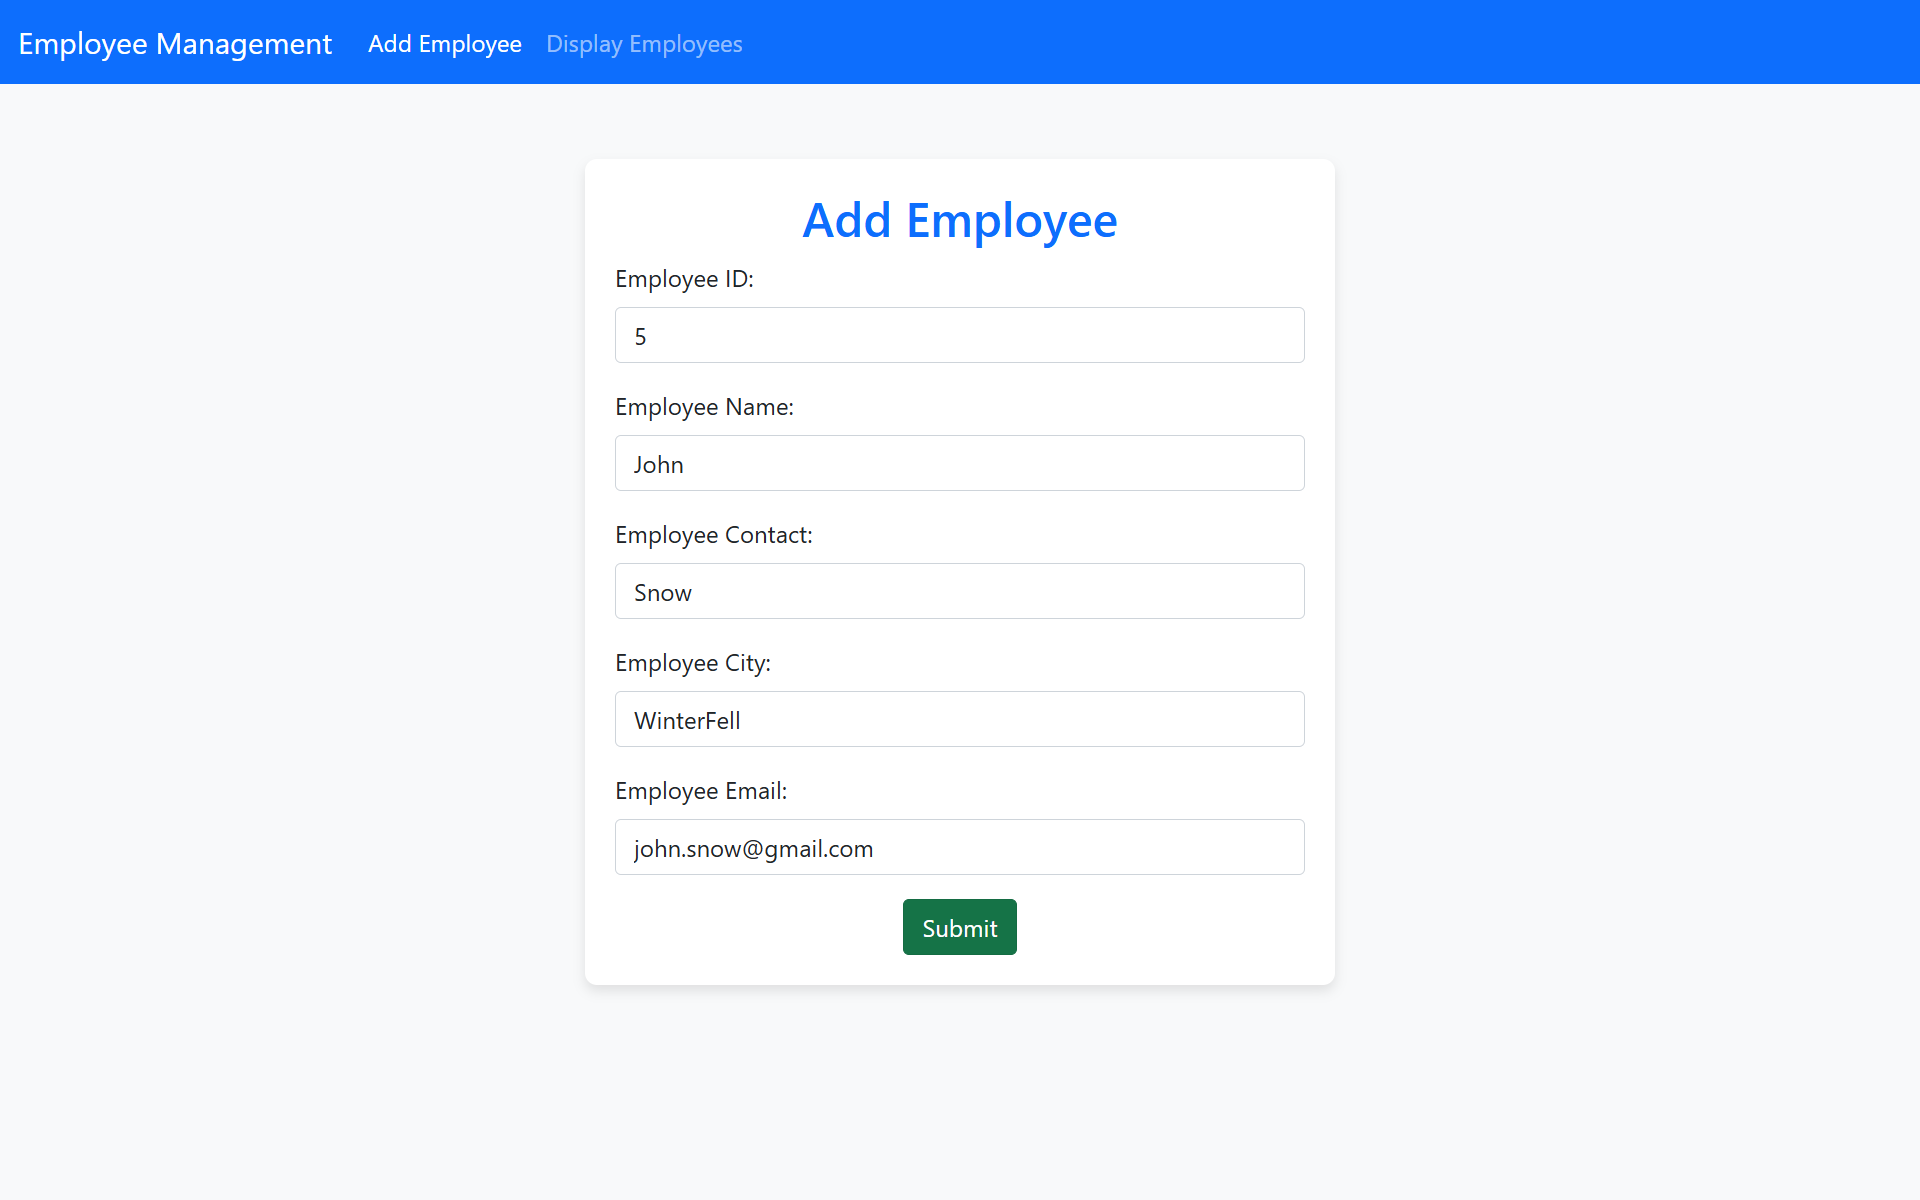 Employee Management Add Employee Display Employees
Add Employee
Employee ID:
5
Employee Name:
John
Employee Contact:
Snow
Employee City:
WinterFell
Employee Email:
john.snow@gmail.com
Submit